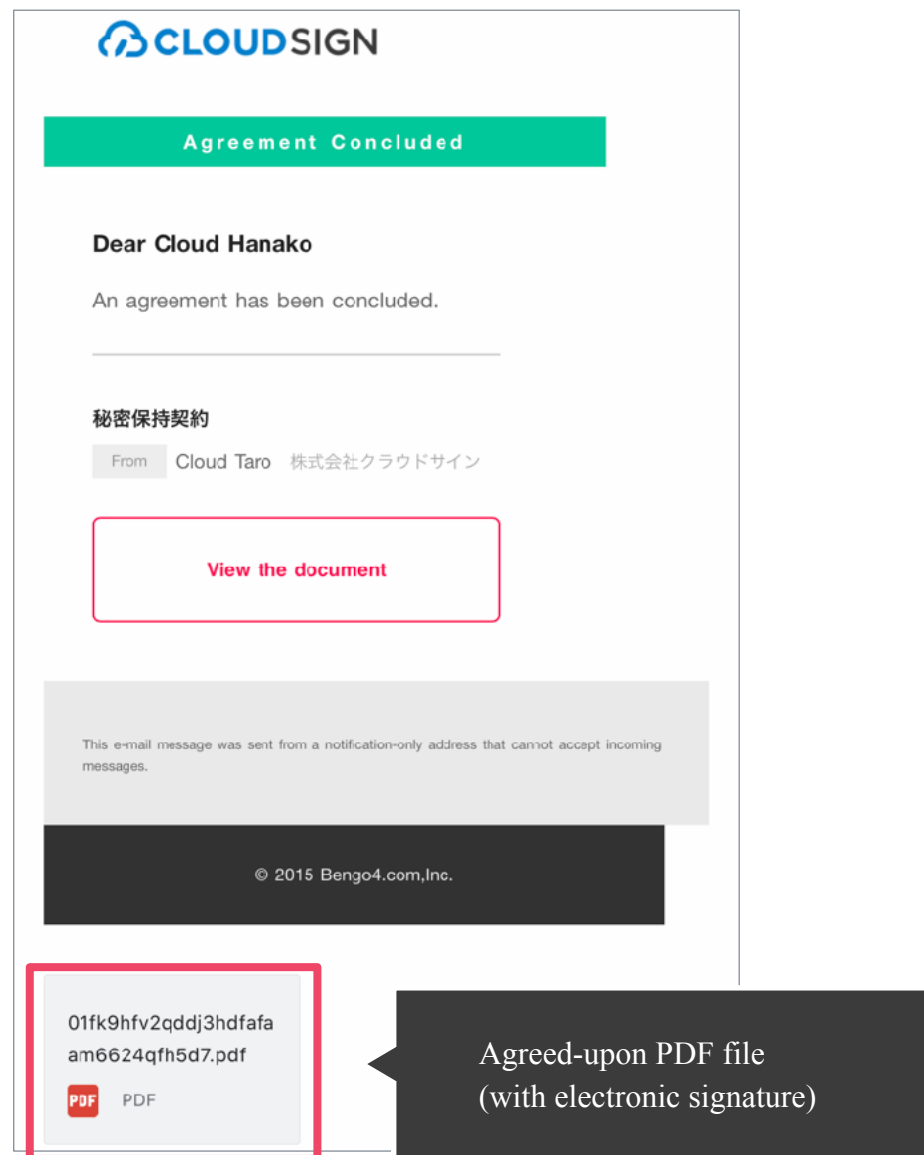 CLOUDSIGN
Agreement Concluded
Dear Cloud Hanako
An agreement has been concluded.
秘密保持契約
From Cloud Taro 株式会社クラウドサイン
View the document
This e-mail message was sent from a notification-only address that cannot accept incoming
messages.
© 2015 Bengo4.com,Inc.
01fk9hfv2qddj3hdfafa
am6624qfh5d7.pdf
PDF PDF
Agreed-upon PDF file
(with electronic signature)